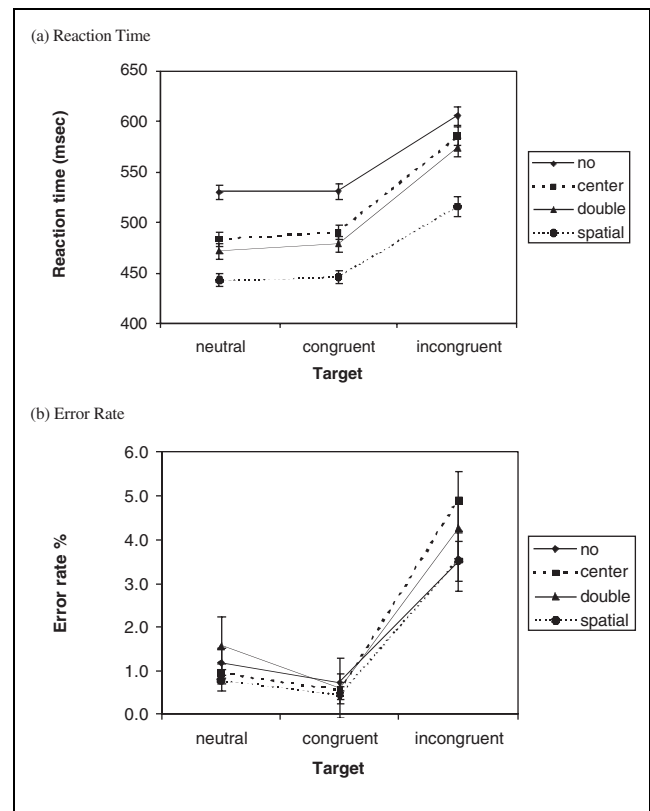 (a) Reaction Time
650
600
550
500
450
400
Reaction time (msec)
neutral congruent incongruent
Target
no
center
double
spatial
(b) Error Rate
6.0
5.0
4.0
3.0
2.0
1.0
0.0
Error rate %
neutral congruent incongruent
Target
no
center
double
spatial